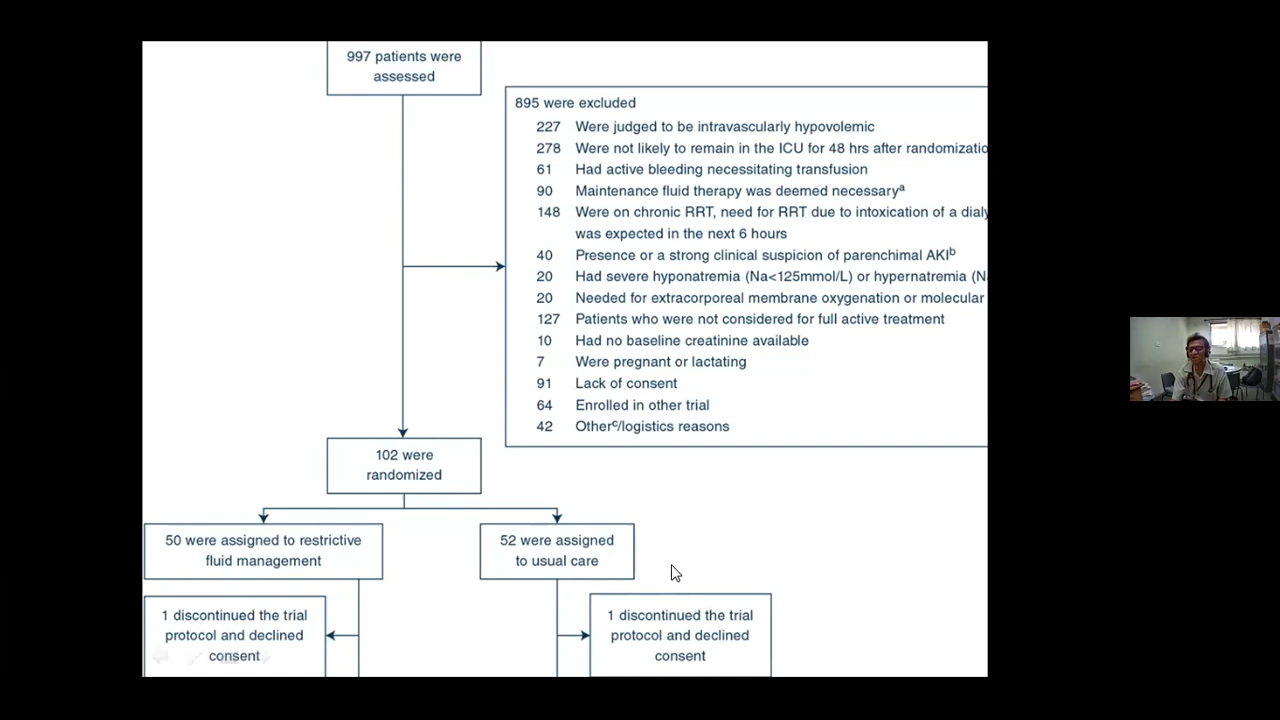 997 patients were
assessed
895 were excluded
227 Were judged to be intravascularly hypovolemic
278 Were not likely to remain in the ICU for 48 hrs after randomizatio
61 Had active bleeding necessitating transfusion
90 Maintenance fluid therapy was deemed necessaryᵃ
148 Were on chronic RRT, need for RRT due to intoxication of a dialy
was expected in the next 6 hours
40 Presence or a strong clinical suspicion of parenchimal AKIᵇ
20 Had severe hyponatremia (Na<125mmol/L) or hypernatremia (N
20 Needed for extracorporeal membrane oxygenation or molecular
127 Patients who were not considered for full active treatment
10 Had no baseline creatinine available
7 Were pregnant or lactating
91 Lack of consent
64 Enrolled in other trial
42 Otherᶜ/logistics reasons
102 were
randomized
50 were assigned to restrictive
fluid management
52 were assigned
to usual care
1 discontinued the trial
protocol and declined
consent
1 discontinued the trial
protocol and declined
consent